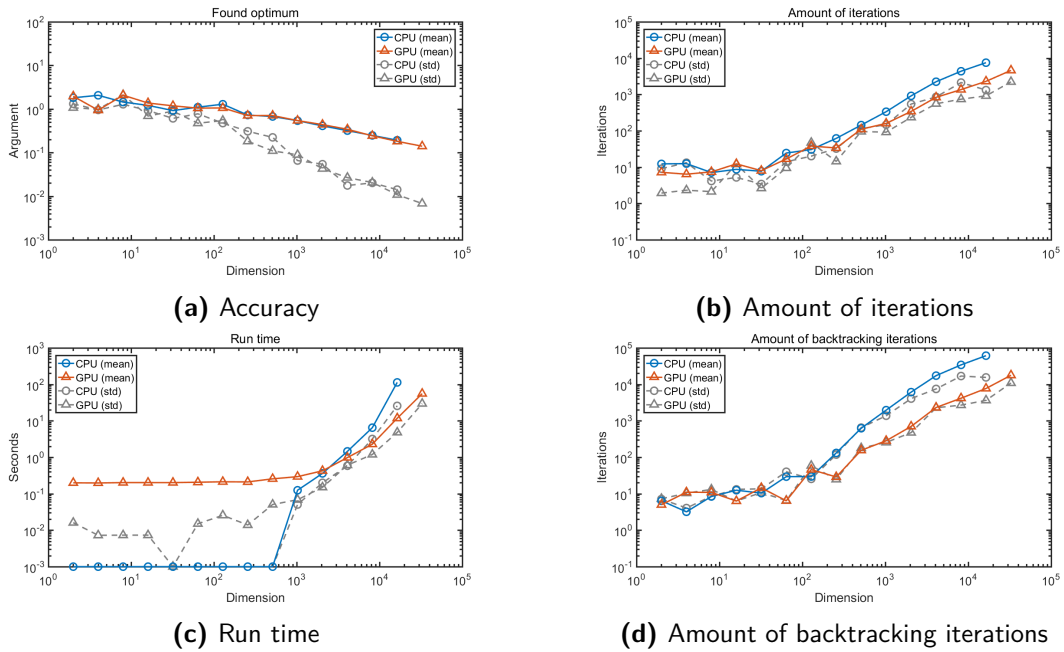 Found optimum
10^2
10^1
10^0
10^-1
10^-2
10^-3
Argument
CPU (mean)
GPU (mean)
CPU (std)
GPU (std)
10^0 10^1 10^2 10^3 10^4 10^5
Dimension
(a) Accuracy
Amount of iterations
10^5
10^4
10^3
10^2
10^1
10^0
10^-1
Iterations
CPU (mean)
GPU (mean)
CPU (std)
GPU (std)
10^0 10^1 10^2 10^3 10^4 10^5
Dimension
(b) Amount of iterations
Run time
10^3
10^2
10^1
10^0
10^-1
10^-2
10^-3
Seconds
CPU (mean)
GPU (mean)
CPU (std)
GPU (std)
10^0 10^1 10^2 10^3 10^4 10^5
Dimension
(c) Run time
Amount of backtracking iterations
10^5
10^4
10^3
10^2
10^1
10^0
10^-1
Iterations
CPU (mean)
GPU (mean)
CPU (std)
GPU (std)
10^0 10^1 10^2 10^3 10^4 10^5
Dimension
(d) Amount of backtracking iterations